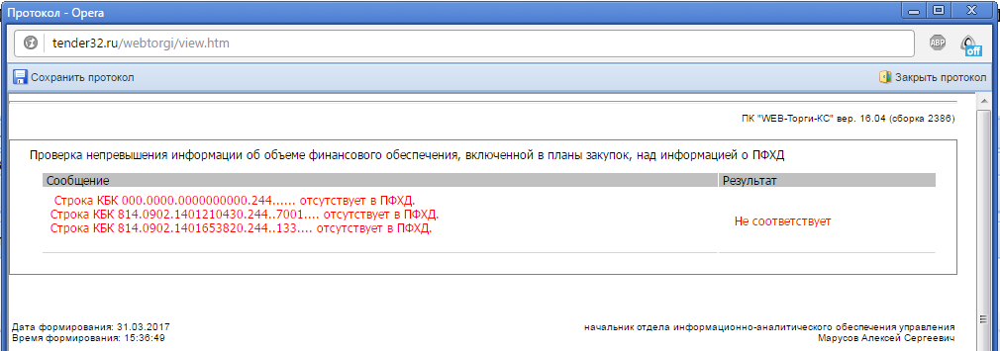 Протокол - Opera
tender32.ru/webtorgi/view.htm
ABP
off
Сохранить протокол
Закрыть протокол
ПК "WEB-Торги-КС" вер. 16.04 (сборка 2386)
Проверка непревышения информации об объеме финансового обеспечения, включенной в планы закупок, над информацией о ПФХД
Сообщение Результат
Строка КБК 000.0000.0000000000.244...... отсутствует в ПФХД.
Строка КБК 814.0902.1401210430.244..7001.... отсутствует в ПФХД.
Строка КБК 814.0902.1401653820.244..133.... отсутствует в ПФХД.
Не соответствует
Дата формирования: 31.03.2017
Время формирования: 15:36:49
начальник отдела информационно-аналитического обеспечения управления
Марусов Алексей Сергеевич